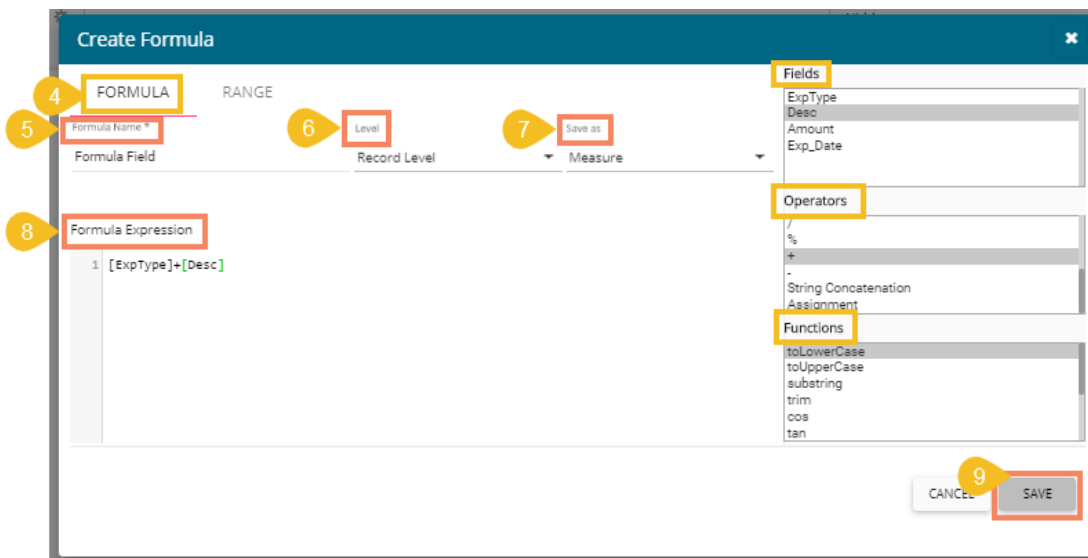 Create Formula
FORMULA RANGE
4
5 Formula Name *
6 Level
7 Save as
Formula Field
Record Level
Measure
8 Formula Expression
1 [ExpType]+[Desc]
Fields
ExpType
Desc
Amount
Exp_Date
Operators
/
%
+
-
String Concatenation
Assignment
Functions
toLowerCase
toUpperCase
substring
trim
cos
tan
9
CANCEL SAVE